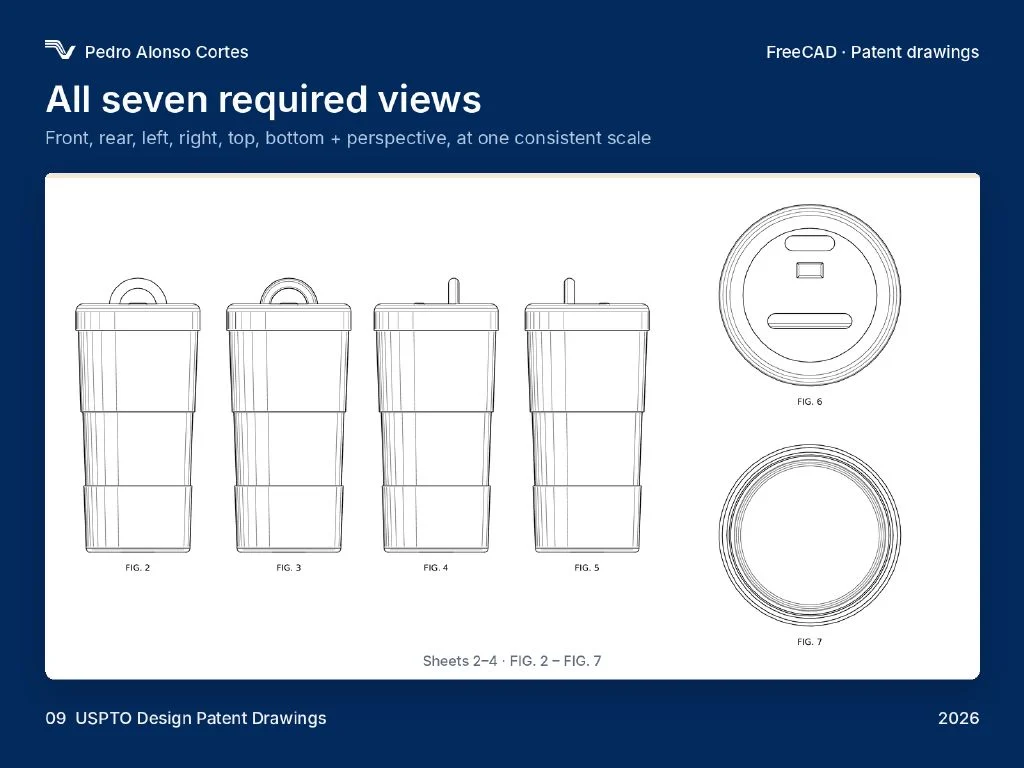 Pedro Alonso Cortes
FreeCAD · Patent drawings
All seven required views
Front, rear, left, right, top, bottom + perspective, at one consistent scale
FIG. 6
FIG. 2
FIG. 3
FIG. 4
FIG. 5
FIG. 7
Sheets 2–4 · FIG. 2 – FIG. 7
09 USPTO Design Patent Drawings
2026